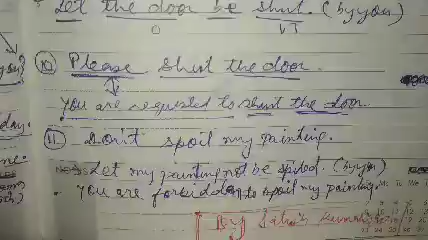 Let the door be shut. (by you)
O VT
(10) Please shut the door.
You are requested to shut the door.
(11) Don't spoil my painting.
Let my painting not be spoiled. (by you)
You are forbidden to spoil my painting.
By